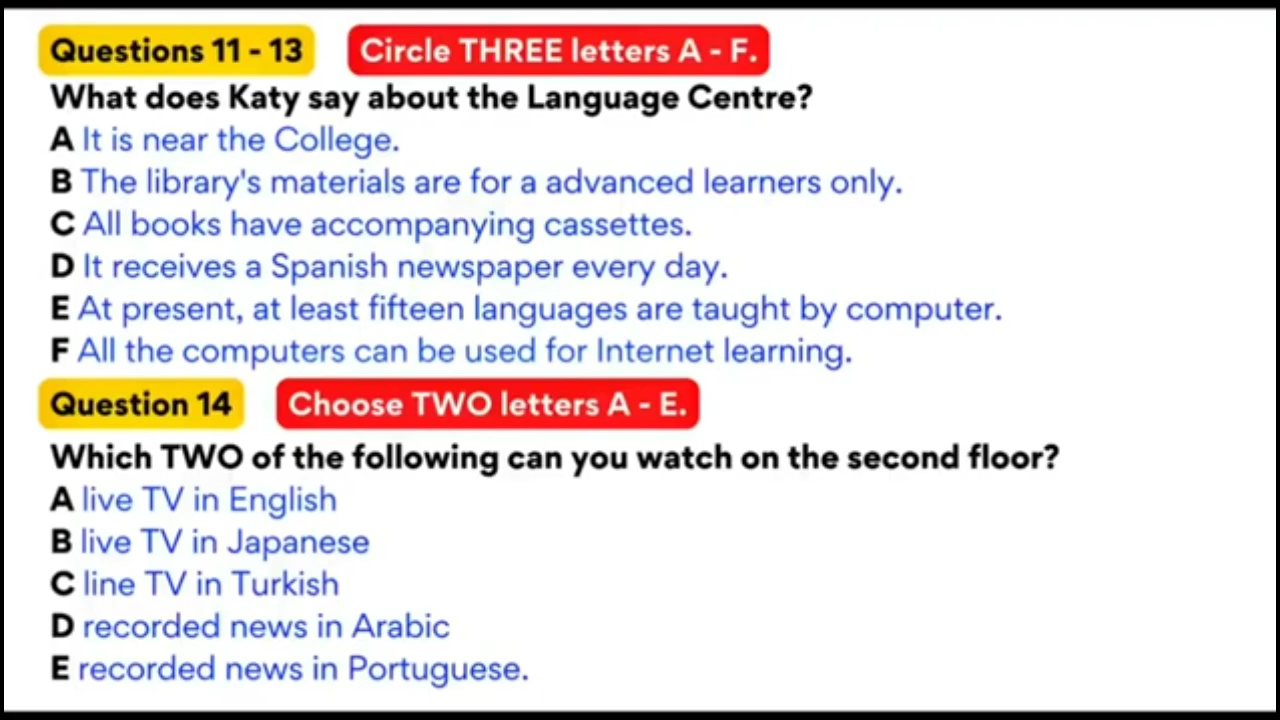 Questions 11 - 13 Circle THREE letters A - F.
What does Katy say about the Language Centre?
A It is near the College.
B The library's materials are for a advanced learners only.
C All books have accompanying cassettes.
D It receives a Spanish newspaper every day.
E At present, at least fifteen languages are taught by computer.
F All the computers can be used for Internet learning.
Question 14 Choose TWO letters A - E.
Which TWO of the following can you watch on the second floor?
A live TV in English
B live TV in Japanese
C line TV in Turkish
D recorded news in Arabic
E recorded news in Portuguese.